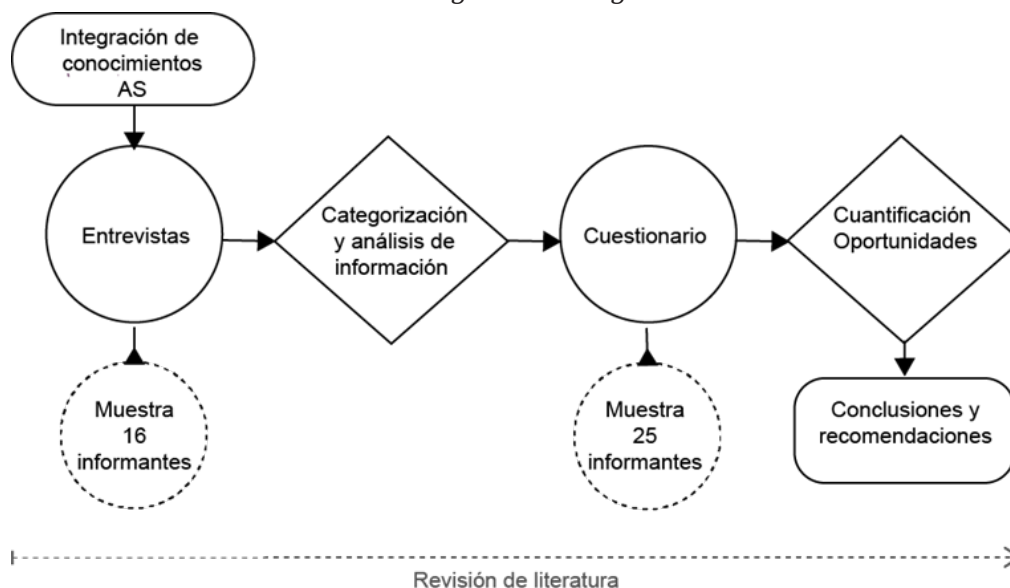 Integración de
conocimientos
AS
Entrevistas
Categorización
y análisis de
información
Cuestionario
Cuantificación
Oportunidades
Muestra
16
informantes
Muestra
25
informantes
Conclusiones y
recomendaciones
Revisión de literatura